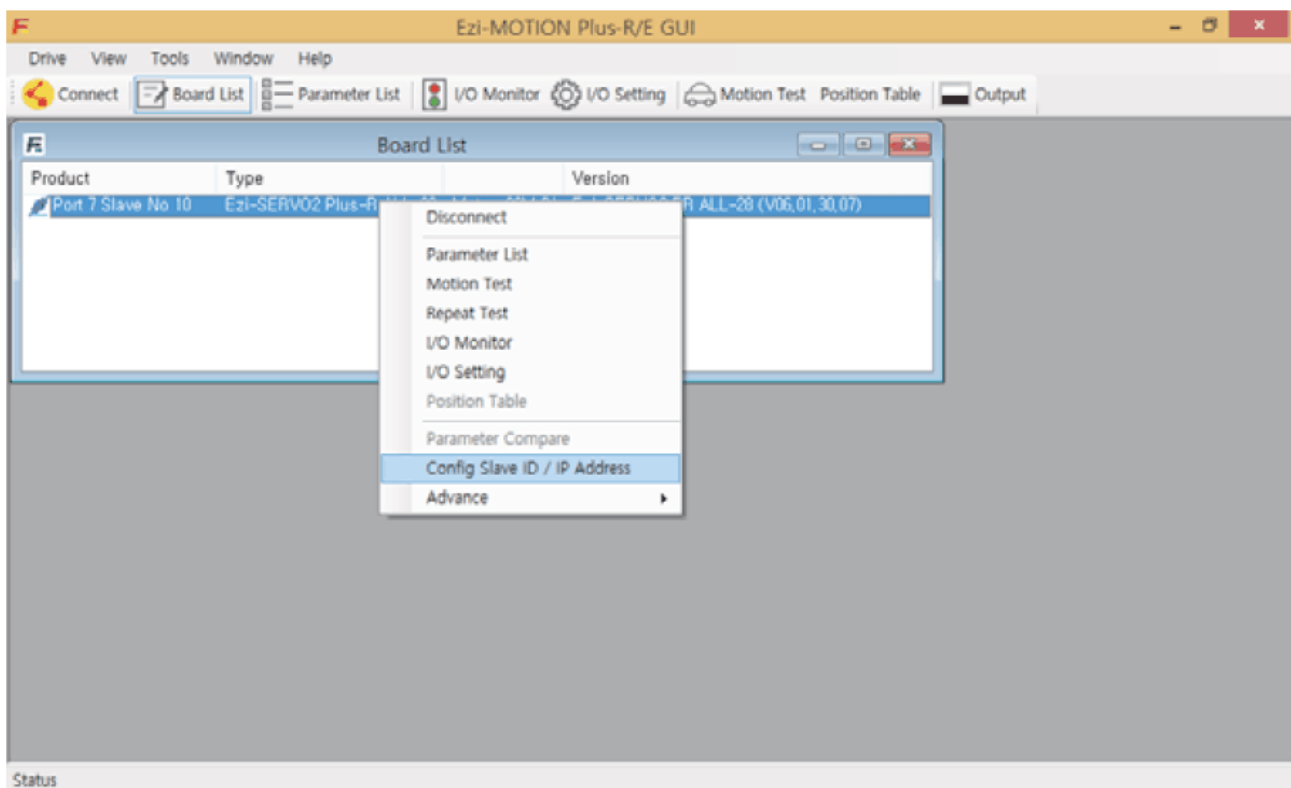 Ezi-MOTION Plus-R/E GUI
Drive View Tools Window Help
Connect Board List Parameter List I/O Monitor I/O Setting Motion Test Position Table Output
Board List
Product Type Version
Port 7 Slave No 10 Ezi-SERVO2 Plus-R ALL-28 (V06,01,30,07)
Disconnect
Parameter List
Motion Test
Repeat Test
I/O Monitor
I/O Setting
Position Table
Parameter Compare
Config Slave ID / IP Address
Advance
Status